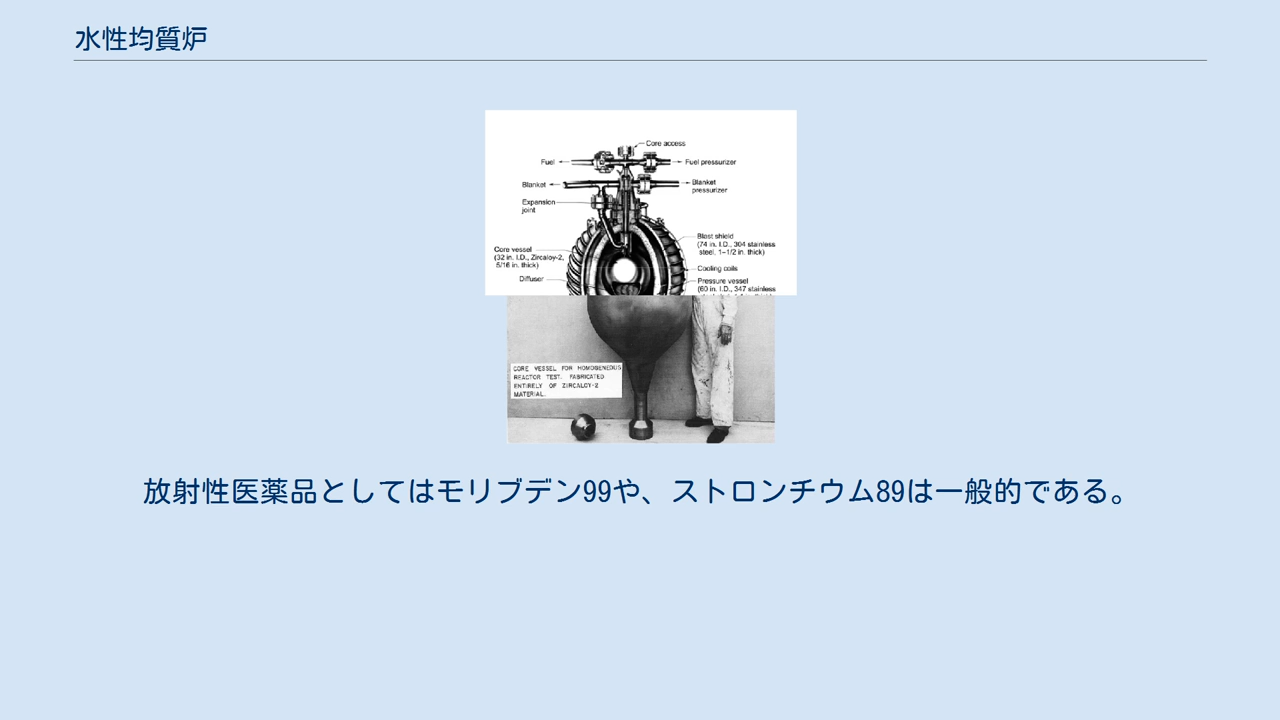 水性均質炉
Core access
Fuel
Fuel pressurizer
Blanket
Blanket
pressurizer
Expansion
joint
Blast shield
(74 in. I.D., 304 stainless
steel, 1-1/2 in. thick)
Core vessel
(32 in. I.D., Zircaloy-2,
5/16 in. thick)
Cooling coils
Diffuser
Pressure vessel
(60 in. I.D., 347 stainless
CORE VESSEL FOR HOMOGENEOUS
REACTOR TEST. FABRICATED
ENTIRELY OF ZIRCALOY-2
MATERIAL.
放射性医薬品としてはモリブデン99や、ストロンチウム89は一般的である。